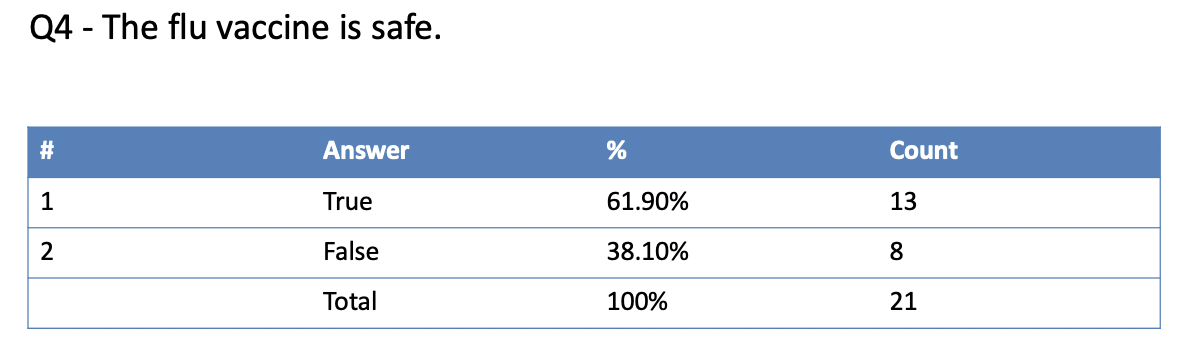 Q4 - The flu vaccine is safe.
# Answer % Count
1 True 61.90% 13
2 False 38.10% 8
Total 100% 21